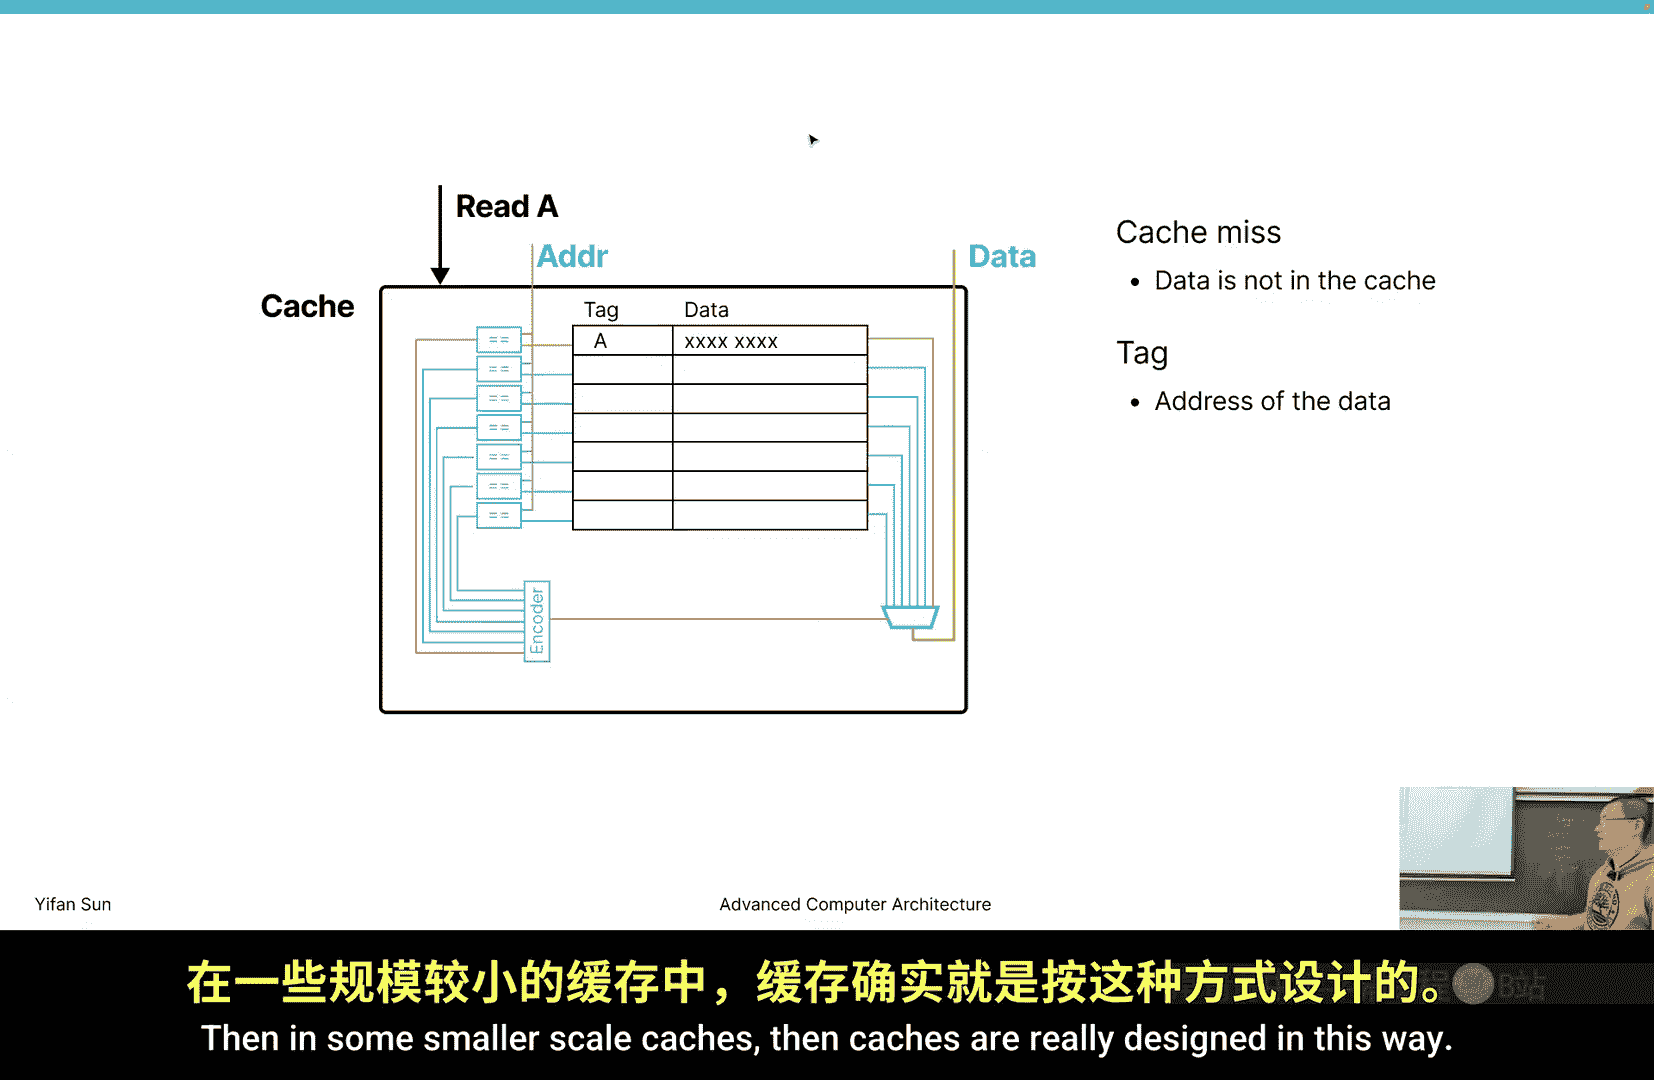 Read A
Addr
Data
Cache
Tag
Data
A
xxxx xxxx
==
==
==
==
==
==
==
Encoder
Cache miss
• Data is not in the cache
Tag
• Address of the data
Yifan Sun
Advanced Computer Architecture
在一些规模较小的缓存中，缓存确实就是按这种方式设计的。
B站
Then in some smaller scale caches, then caches are really designed in this way.